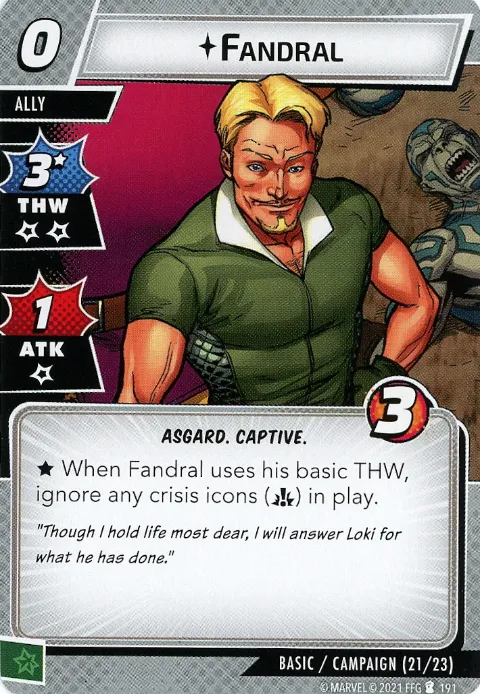 0
FANDRAL
ALLY
3
THW
1
ATK
3
ASGARD. CAPTIVE.
★ When Fandral uses his basic THW,
ignore any crisis icons ( ) in play.
"Though I hold life most dear, I will answer Loki for
what he has done."
BASIC / CAMPAIGN (21/23)
© MARVEL © 2021 FFG 191